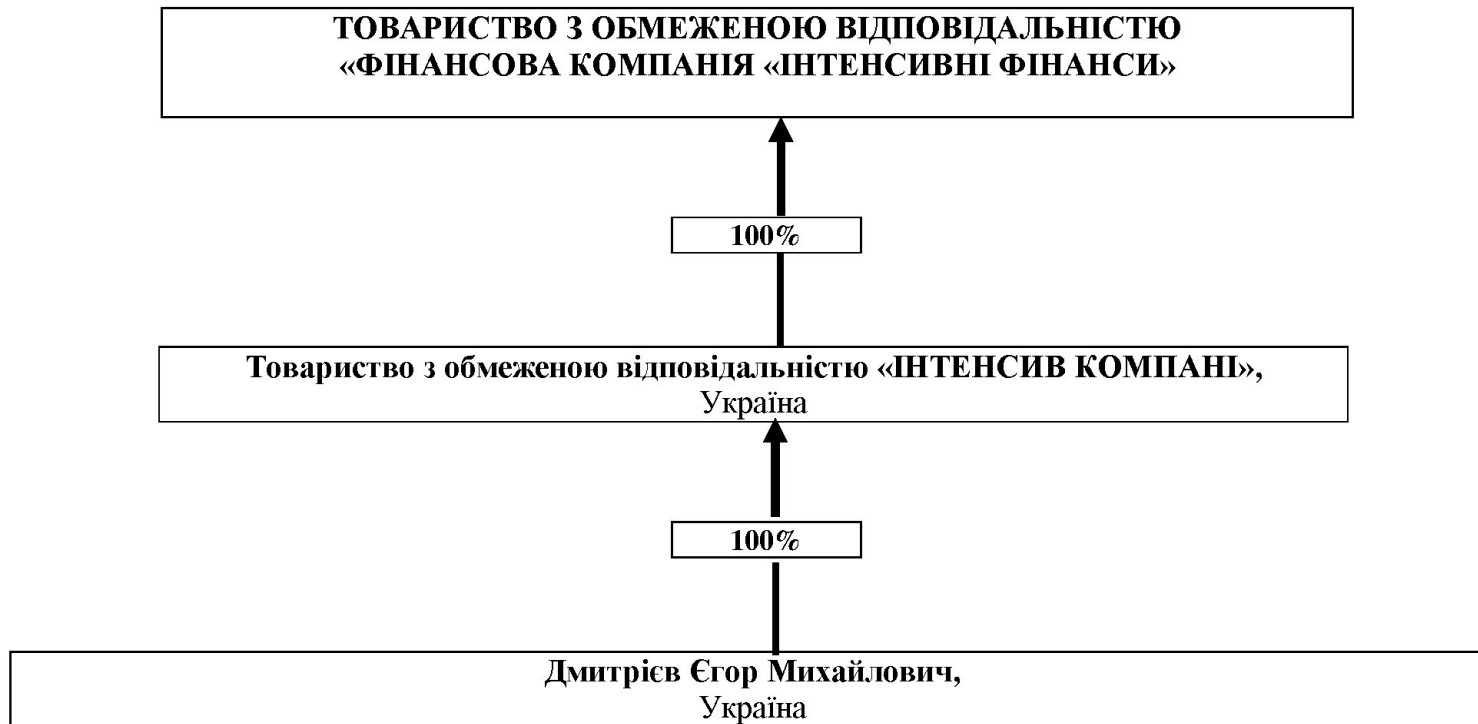 ТОВАРИСТВО З ОБМЕЖЕНОЮ ВІДПОВІДАЛЬНІСТЮ
«ФІНАНСОВА КОМПАНІЯ «ІНТЕНСИВНІ ФІНАНСИ»
100%
Товариство з обмеженою відповідальністю «ІНТЕНСИВ КОМПАНІ»,
Україна
100%
Дмитрієв Єгор Михайлович,
Україна